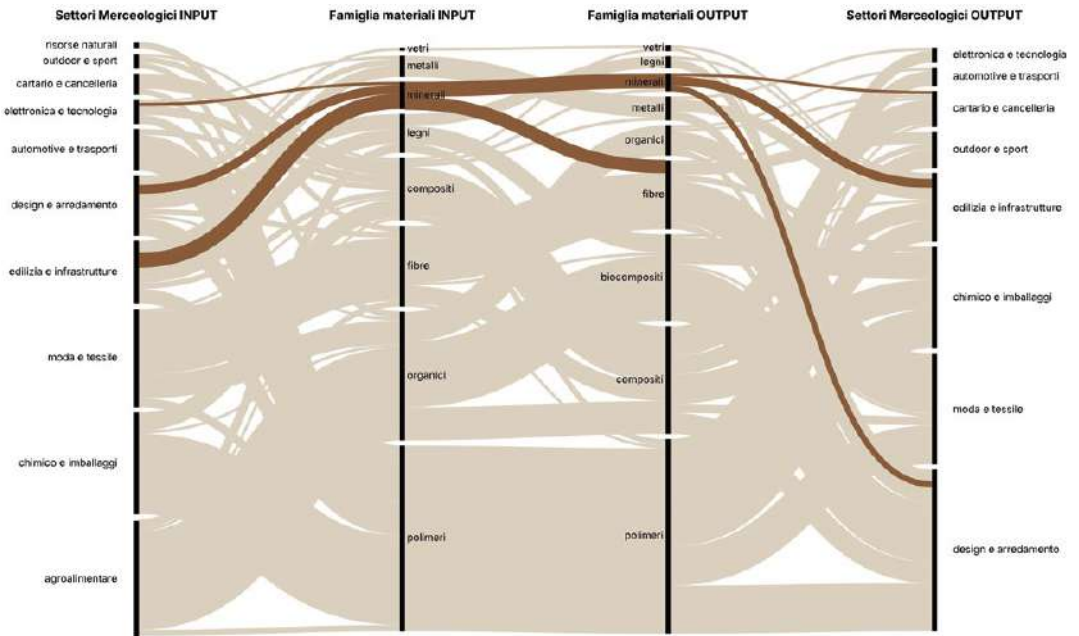 Settori Merceologici INPUT
Famiglia materiali INPUT
Famiglia materiali OUTPUT
Settori Merceologici OUTPUT
risorse naturali
outdoor e sport
cartario e cancelleria
elettronica e tecnologia
automotive e trasporti
design e arredamento
edilizia e infrastrutture
moda e tessile
chimico e imballaggi
agroalimentare
vetri
metalli
minerali
legni
compositi
fibre
organici
polimeri
vetri
legni
minerali
metalli
organici
fibre
biocompositi
compositi
polimeri
elettronica e tecnologia
automotive e trasporti
cartario e cancelleria
outdoor e sport
edilizia e infrastrutture
chimico e imballaggi
moda e tessile
design e arredamento